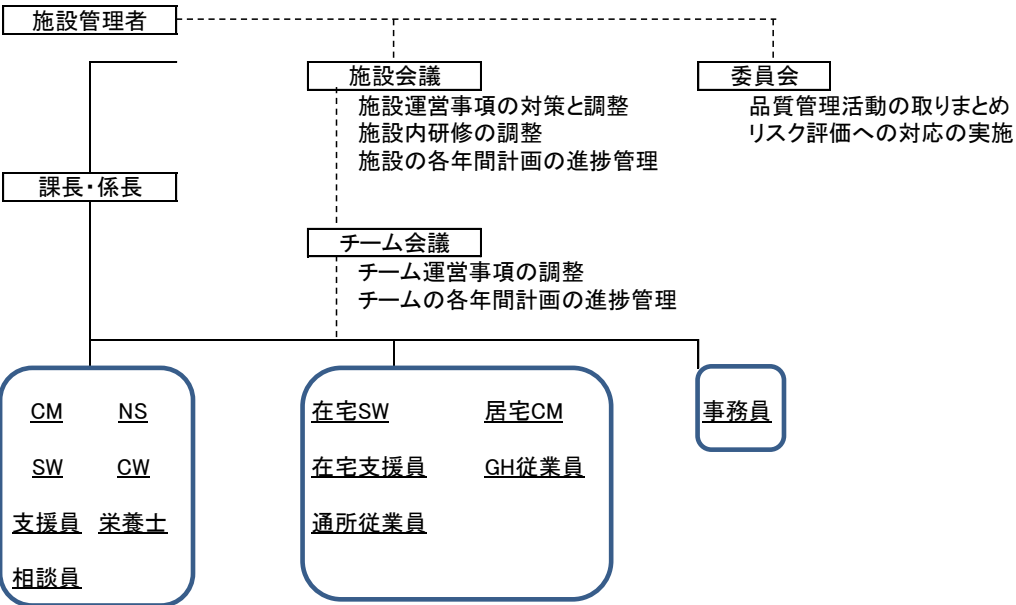 施設管理者
施設会議
施設運営事項の対策と調整
施設内研修の調整
施設の各年間計画の進捗管理
委員会
品質管理活動の取りまとめ
リスク評価への対応の実施
課長・係長
チーム会議
チーム運営事項の調整
チームの各年間計画の進捗管理
CM NS
SW CW
支援員 栄養士
相談員
在宅SW 居宅CM
在宅支援員 GH従業員
通所従業員
事務員